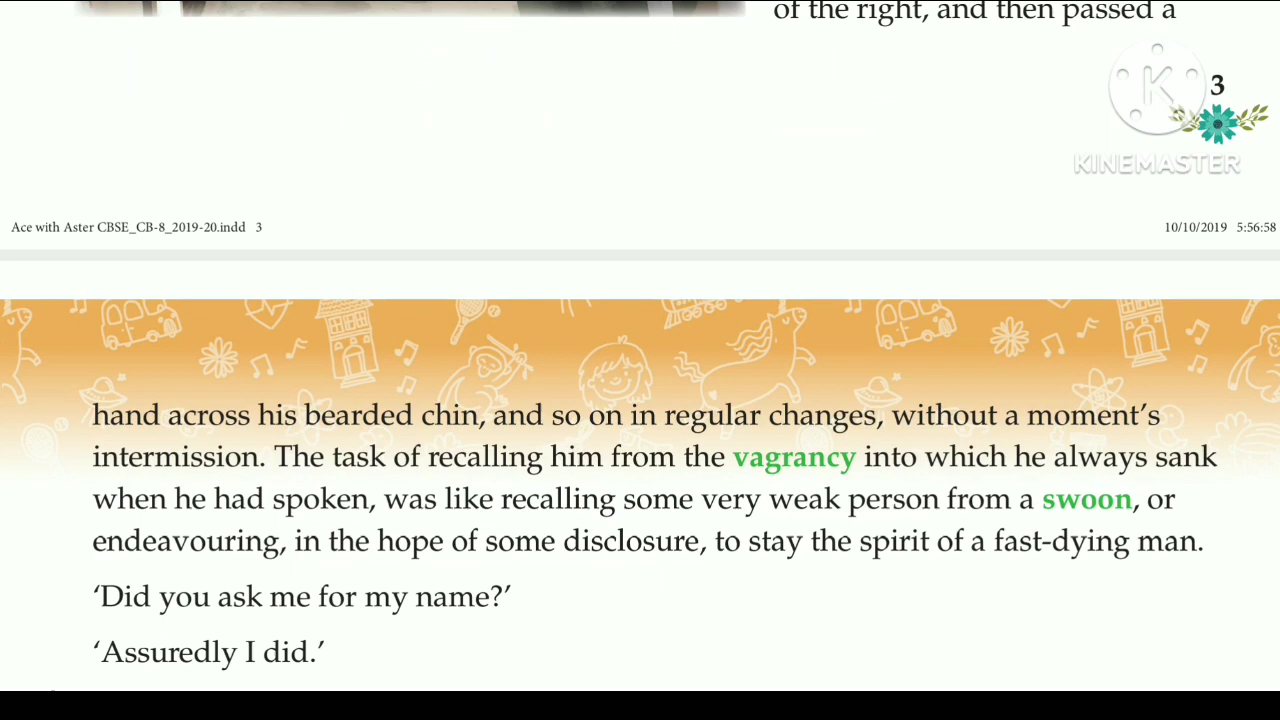 of the right, and then passed a
3
KINEMASTER
Ace with Aster CBSE_CB-8_2019-20.indd 3
10/10/2019 5:56:58
hand across his bearded chin, and so on in regular changes, without a moment’s
intermission. The task of recalling him from the vagrancy into which he always sank
when he had spoken, was like recalling some very weak person from a swoon, or
endeavouring, in the hope of some disclosure, to stay the spirit of a fast-dying man.
‘Did you ask me for my name?’
‘Assuredly I did.’